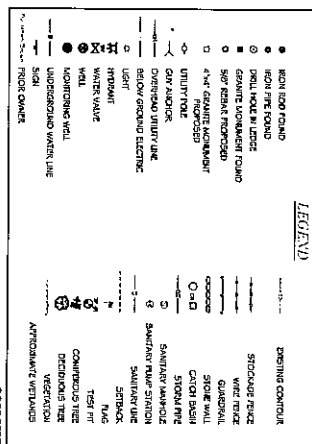 LEGEND
IRON ROD FOUND
IRON PIPE FOUND
DRILL HOLE IN LEDGE
GRANITE MONUMENT FOUND
5/8" REBAR PROPOSED
4"x4" GRANITE MONUMENT
PROPOSED
UTILITY POLE
GUY ANCHOR
OVERHEAD UTILITY LINE
BELOW GROUND ELECTRIC
LIGHT
HYDRANT
WATER VALVE
WELL
MONITORING WELL
UNDERGROUND WATER LINE
SIGN
PRIOR OWNER
EXISTING CONTOUR
STOCKADE FENCE
WIRE FENCE
GUARDRAIL
STONE WALL
CATCH BASIN
STORM PIPE
SANITARY MANHOLE
SANITARY PUMP STATION
SANITARY LINE
SETBACK
FLAG
TEST PIT
CONIFEROUS TREE
DECIDUOUS TREE
VEGETATION
APPROXIMATE WETLANDS